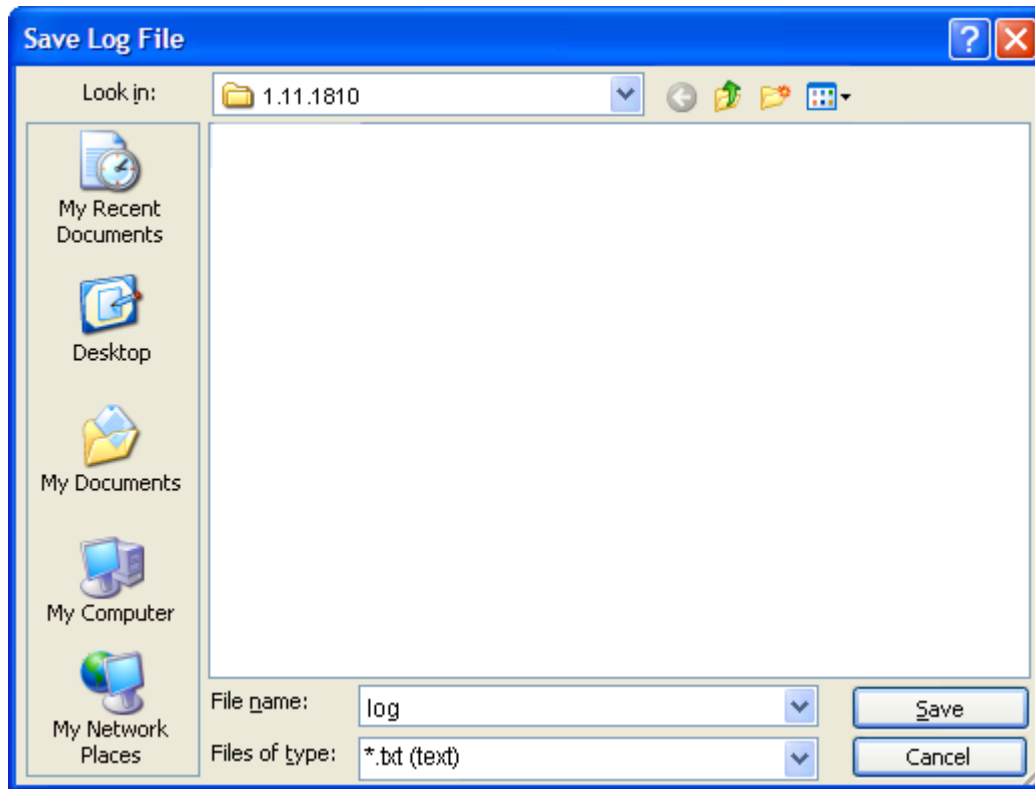 Save Log File
Look in:
1.11.1810
My Recent
Documents
Desktop
My Documents
My Computer
My Network
Places
File name:
log
Save
Files of type:
*.txt (text)
Cancel